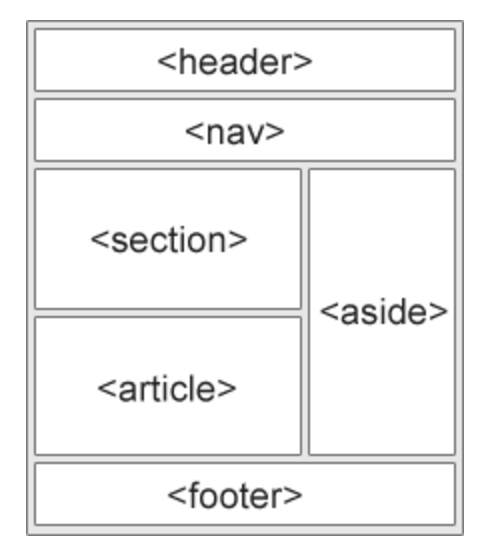 <header>
<nav>
<section>
<aside>
<article>
<footer>